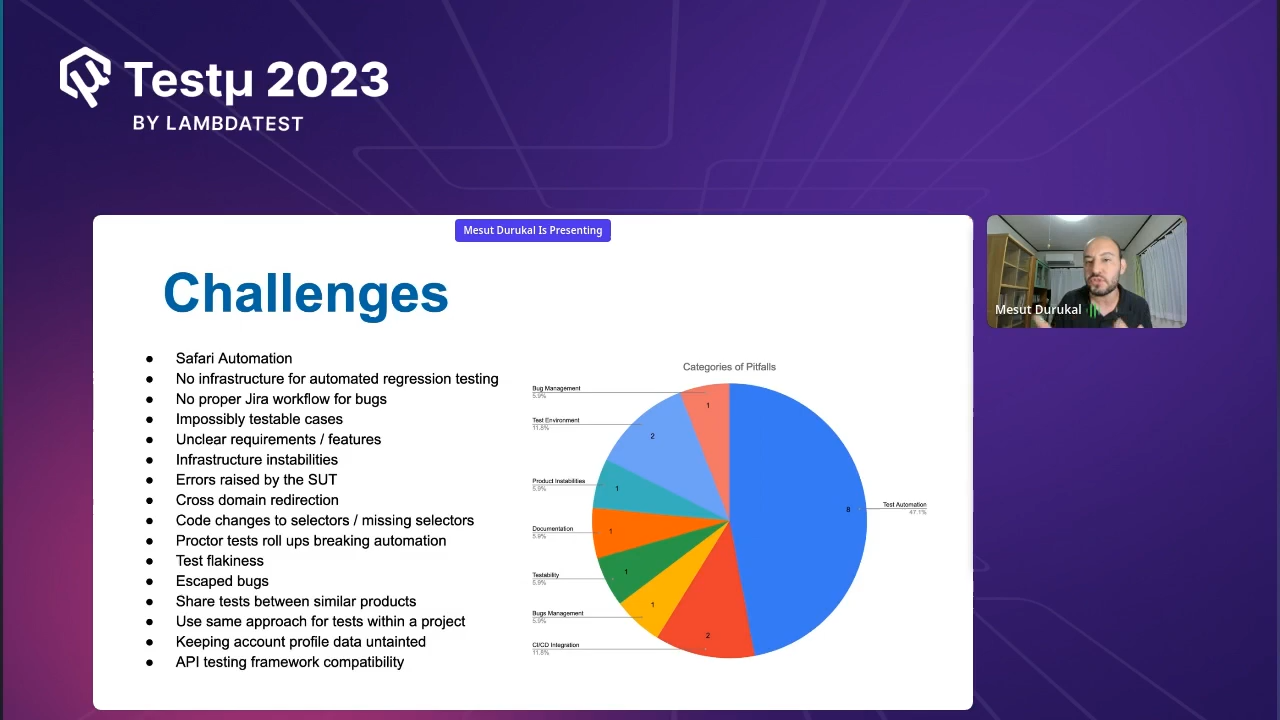 Testμ 2023
BY LAMBDATEST
Mesut Durukal Is Presenting
Challenges
● Safari Automation
● No infrastructure for automated regression testing
● No proper Jira workflow for bugs
● Impossibly testable cases
● Unclear requirements / features
● Infrastructure instabilities
● Errors raised by the SUT
● Cross domain redirection
● Code changes to selectors / missing selectors
● Proctor tests roll ups breaking automation
● Test flakiness
● Escaped bugs
● Share tests between similar products
● Use same approach for tests within a project
● Keeping account profile data untainted
● API testing framework compatibility
Categories of Pitfalls
Bug Management
5.9%
1
Test Environment
11.8%
2
Product Instabilities
5.9%
1
Documentation
5.9%
1
Testability
5.9%
1
Bugs Management
5.9%
1
CI/CD Integration
11.8%
2
Test Automation
47.1%
8
Mesut Durukal